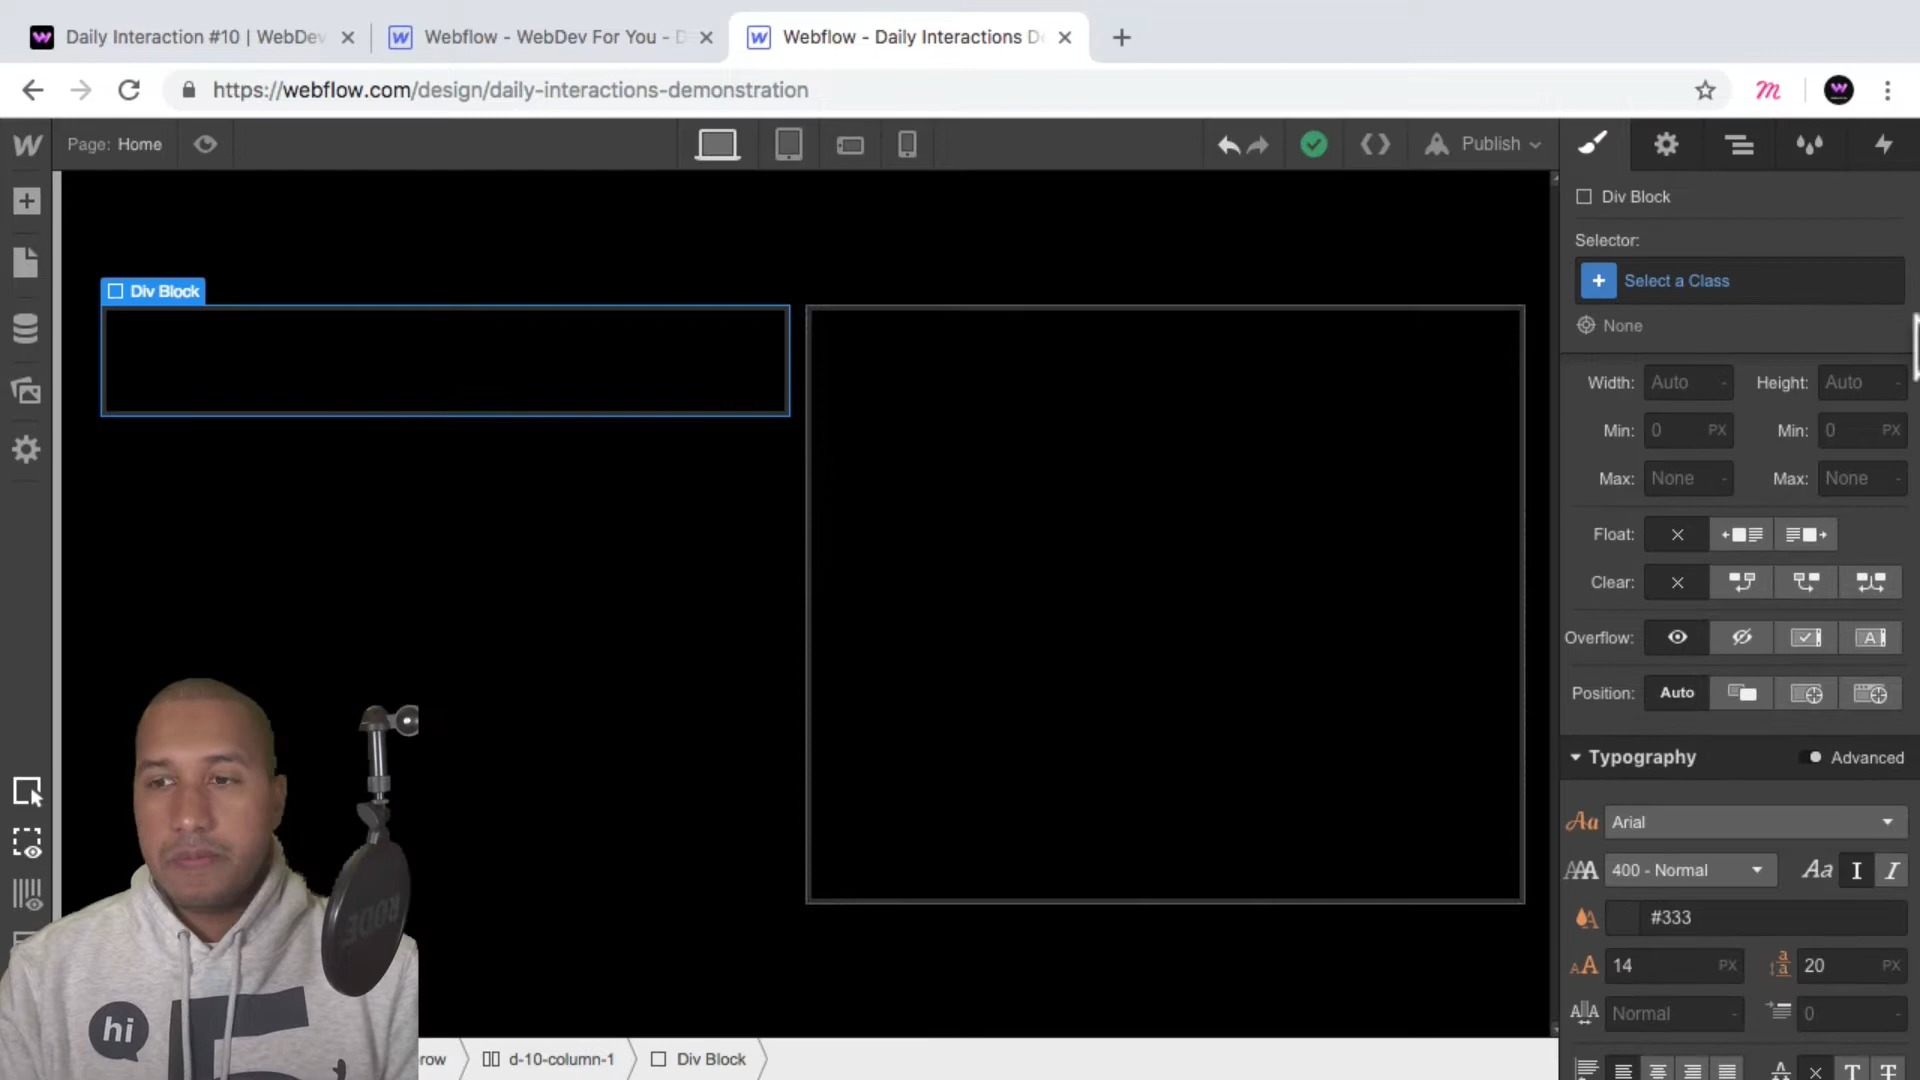 Daily Interaction #10 | WebDev
Webflow - WebDev For You - D
Webflow - Daily Interactions De
https://webflow.com/design/daily-interactions-demonstration
Page: Home
Publish
Div Block
Selector:
Select a Class
None
Div Block
Width: Auto - Height: Auto -
Min: 0 PX Min: 0 PX
Max: None - Max: None -
Float:
Clear:
Overflow:
Position: Auto
Typography Advanced
Arial
400 - Normal
#333
14 PX 20 PX
Normal - 0
RODE
hi
row d-10-column-1 Div Block